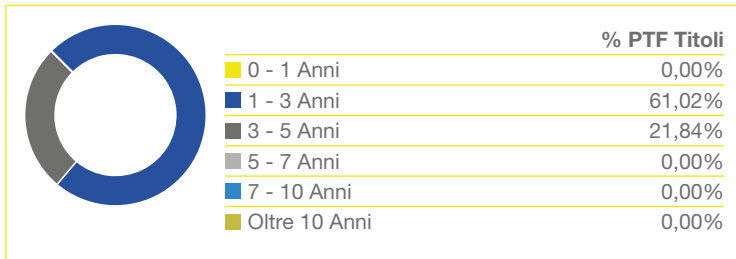 % PTF Titoli
0 - 1 Anni 0,00%
1 - 3 Anni 61,02%
3 - 5 Anni 21,84%
5 - 7 Anni 0,00%
7 - 10 Anni 0,00%
Oltre 10 Anni 0,00%